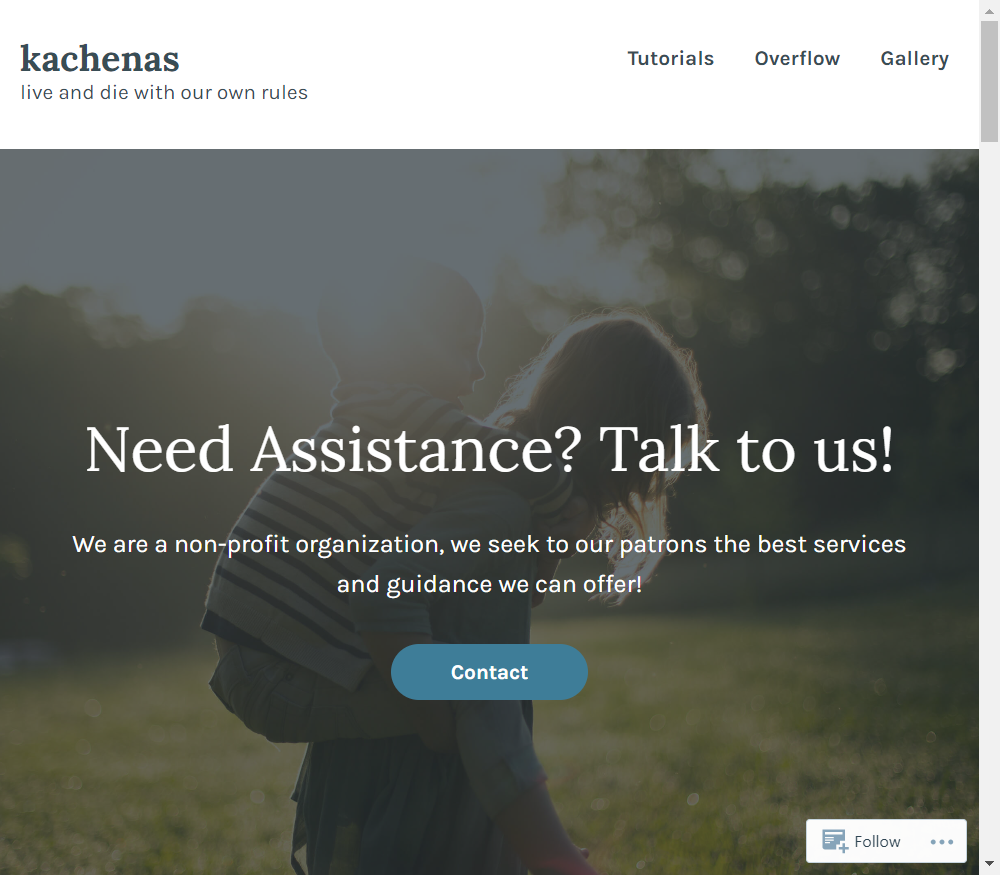 kachenas
live and die with our own rules
Tutorials Overflow Gallery
Need Assistance? Talk to us!
We are a non-profit organization, we seek to our patrons the best services
and guidance we can offer!
Contact
Follow